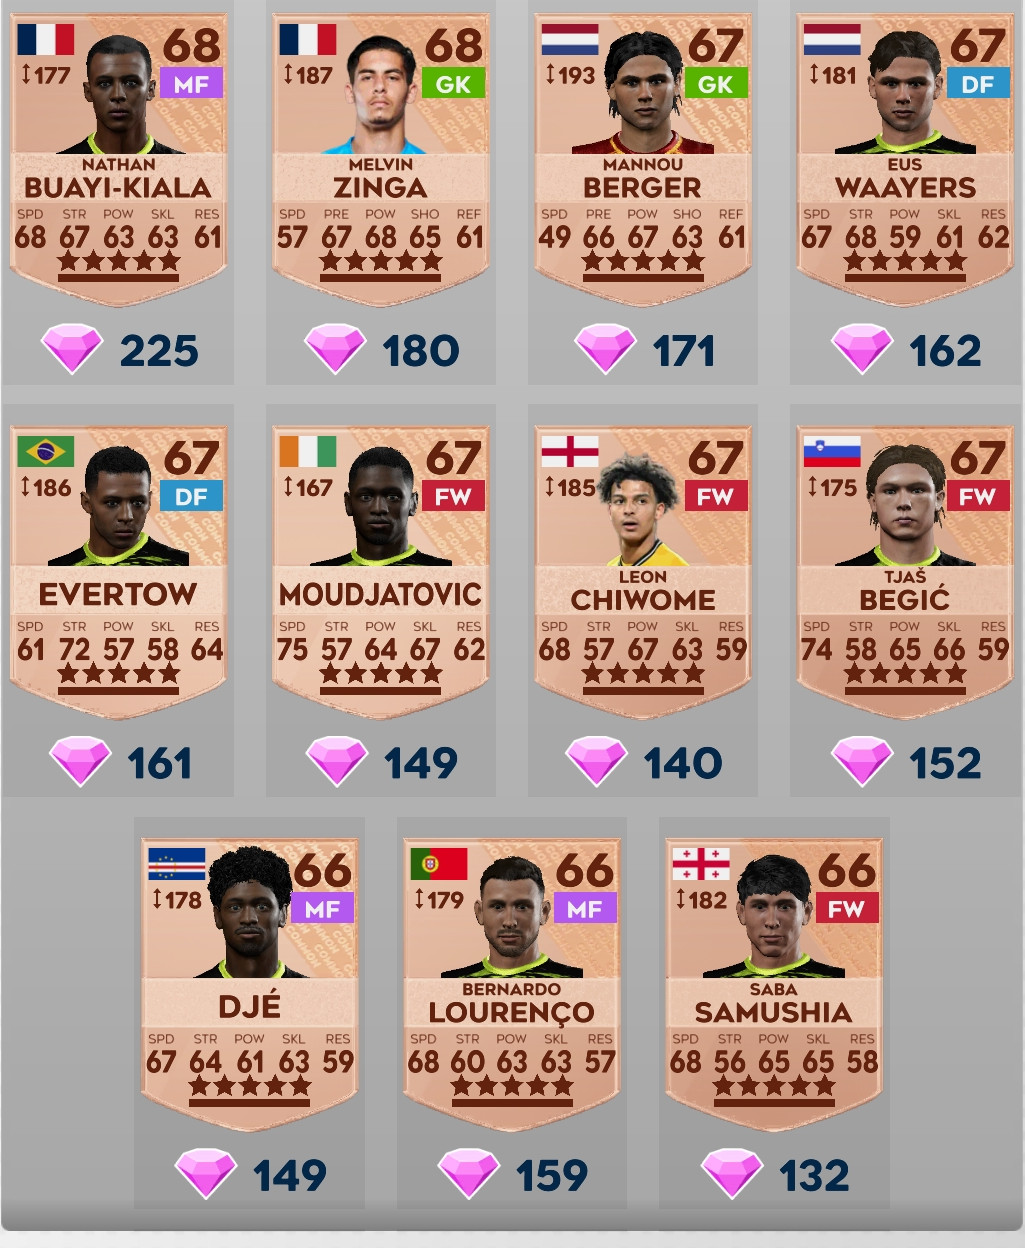 68
↕177
MF
NATHAN
BUAYI-KIALA
SPD STR POW SKL RES
68 67 63 63 61
225
68
↕187
GK
MELVIN
ZINGA
SPD PRE POW SHO REF
57 67 68 65 61
180
67
↕193
GK
MANNOU
BERGER
SPD PRE POW SHO REF
49 66 67 63 61
171
67
↕181
DF
EUS
WAAYERS
SPD STR POW SKL RES
67 68 59 61 62
162
67
↕186
DF
EVERTOW
SPD STR POW SKL RES
61 72 57 58 64
161
67
↕167
FW
MOUDJATOVIC
SPD STR POW SKL RES
75 57 64 67 62
149
67
↕185
FW
LEON
CHIWOME
SPD STR POW SKL RES
68 57 67 63 59
140
67
↕175
FW
TJAŠ
BEGIĆ
SPD STR POW SKL RES
74 58 65 66 59
152
66
↕178
MF
DJÉ
SPD STR POW SKL RES
67 64 61 63 59
149
66
↕179
MF
BERNARDO
LOURENÇO
SPD STR POW SKL RES
68 60 63 63 57
159
66
↕182
FW
SABA
SAMUSHIA
SPD STR POW SKL RES
68 56 65 65 58
132